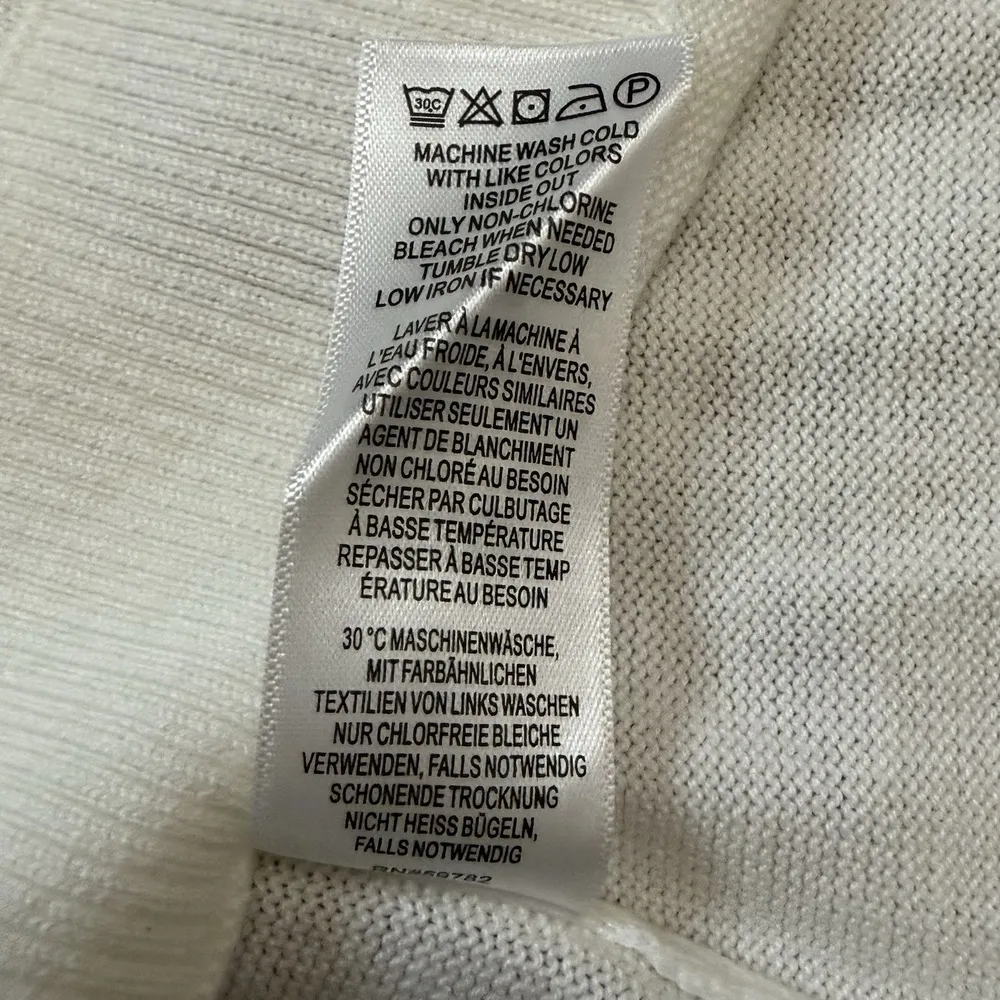 30C P
MACHINE WASH COLD
WITH LIKE COLORS
INSIDE OUT
ONLY NON-CHLORINE
BLEACH WHEN NEEDED
TUMBLE DRY LOW
LOW IRON IF NECESSARY
LAVER À LA MACHINE À
L'EAU FROIDE, À L'ENVERS,
AVEC COULEURS SIMILAIRES
UTILISER SEULEMENT UN
AGENT DE BLANCHIMENT
NON CHLORÉ AU BESOIN
SÉCHER PAR CULBUTAGE
À BASSE TEMPÉRATURE
REPASSER À BASSE TEMP
ÉRATURE AU BESOIN
30 °C MASCHINENWÄSCHE,
MIT FARBÄHNLICHEN
TEXTILIEN VON LINKS WASCHEN
NUR CHLORFREIE BLEICHE
VERWENDEN, FALLS NOTWENDIG
SCHONENDE TROCKNUNG
NICHT HEISS BÜGELN,
FALLS NOTWENDIG
RN#69782